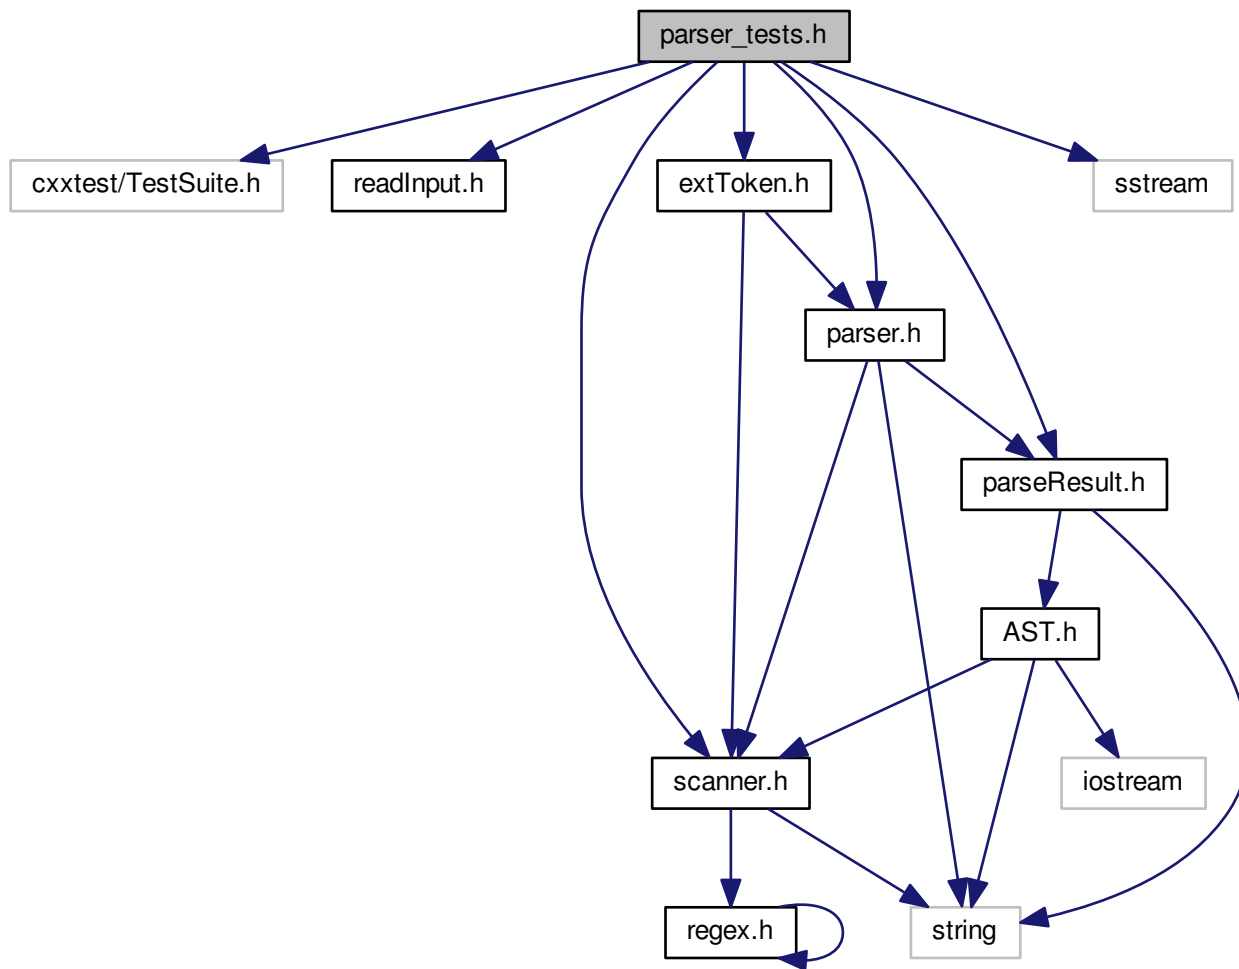 parser_tests.h
cxxtest/TestSuite.h
readInput.h
extToken.h
sstream
parser.h
parseResult.h
AST.h
scanner.h
iostream
regex.h
string